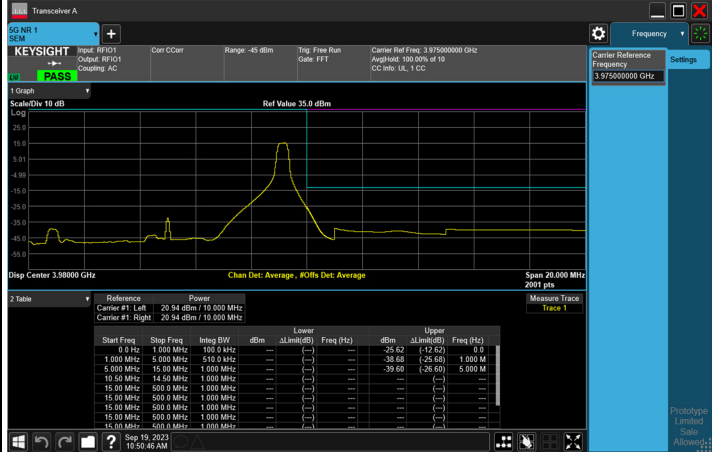 Transceiver A
5G NR 1
SEM
Frequency
KEYSIGHT
Input: RFIO1
Output: RFIO1
Coupling: AC
Corr CCorr
Range: -45 dBm
Trig: Free Run
Gate: FFT
Carrier Ref Freq: 3.975000000 GHz
Avg|Hold: 100.00% of 10
CC Info: UL, 1 CC
PASS
Carrier Reference
Frequency
3.975000000 GHz
Settings
1 Graph
Scale/Div 10 dB
Ref Value 35.0 dBm
Log
25.0
15.0
5.01
-4.99
-15.0
-25.0
-35.0
-45.0
-55.0
Disp Center 3.98000 GHz
Chan Det: Average , #Offs Det: Average
Span 20.000 MHz
2001 pts
2 Table
Reference Power
Carrier #1: Left 20.94 dBm / 10.000 MHz
Carrier #1: Right 20.94 dBm / 10.000 MHz
Measure Trace
Trace 1
Lower Upper
Start Freq Stop Freq Integ BW dBm ΔLimit(dB) Freq (Hz) dBm ΔLimit(dB) Freq (Hz)
0.0 Hz 1.000 MHz 100.0 kHz --- (---) --- -25.62 (-12.62) 0.0
1.000 MHz 5.000 MHz 510.0 kHz --- (---) --- -38.68 (-25.68) 1.000 M
5.000 MHz 15.00 MHz 1.000 MHz --- (---) --- -39.60 (-26.60) 5.000 M
10.50 MHz 14.50 MHz 1.000 MHz --- (---) --- --- (---) ---
15.00 MHz 500.0 MHz 1.000 MHz --- (---) --- --- (---) ---
15.00 MHz 500.0 MHz 1.000 MHz --- (---) --- --- (---) ---
15.00 MHz 500.0 MHz 1.000 MHz --- (---) --- --- (---) ---
15.00 MHz 500.0 MHz 1.000 MHz --- (---) --- --- (---) ---
15.00 MHz 500.0 MHz 1.000 MHz --- (---) --- --- (---) ---
Sep 19, 2023
10:50:46 AM
Prototype
Limited
Sale
Allowed